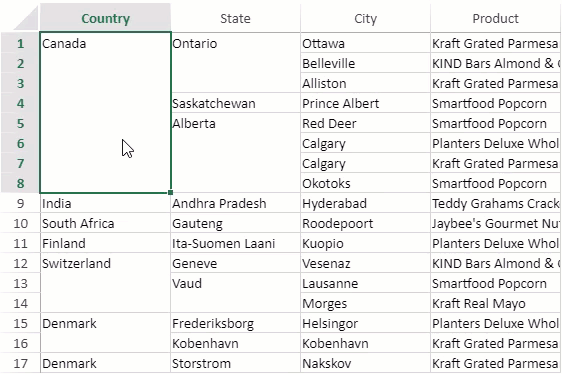 Country State City Product
1 Canada Ontario Ottawa Kraft Grated Parmesa
2 Belleville KIND Bars Almond &
3 Alliston Kraft Grated Parmesa
4 Saskatchewan Prince Albert Smartfood Popcorn
5 Alberta Red Deer Smartfood Popcorn
6 Calgary Planters Deluxe Whol
7 Calgary Kraft Grated Parmesa
8 Okotoks Smartfood Popcorn
9 India Andhra Pradesh Hyderabad Teddy Grahams Crack
10 South Africa Gauteng Roodepoort Jaybee's Gourmet Nu
11 Finland Ita-Suomen Laani Kuopio Planters Deluxe Whol
12 Switzerland Geneve Vesenaz KIND Bars Almond &
13 Vaud Lausanne Smartfood Popcorn
14 Morges Kraft Real Mayo
15 Denmark Frederiksborg Helsingor Planters Deluxe Whol
16 Kobenhavn Kobenhavn Kraft Grated Parmesa
17 Denmark Storstrom Nakskov Kraft Grated Parmesa